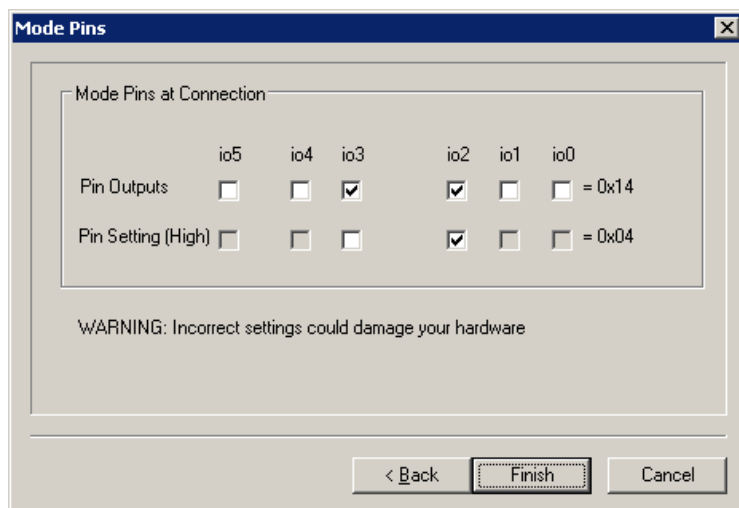 Mode Pins
Mode Pins at Connection
io5 io4 io3 io2 io1 io0
Pin Outputs = 0x14
Pin Setting (High) = 0x04
WARNING: Incorrect settings could damage your hardware
< Back Finish Cancel